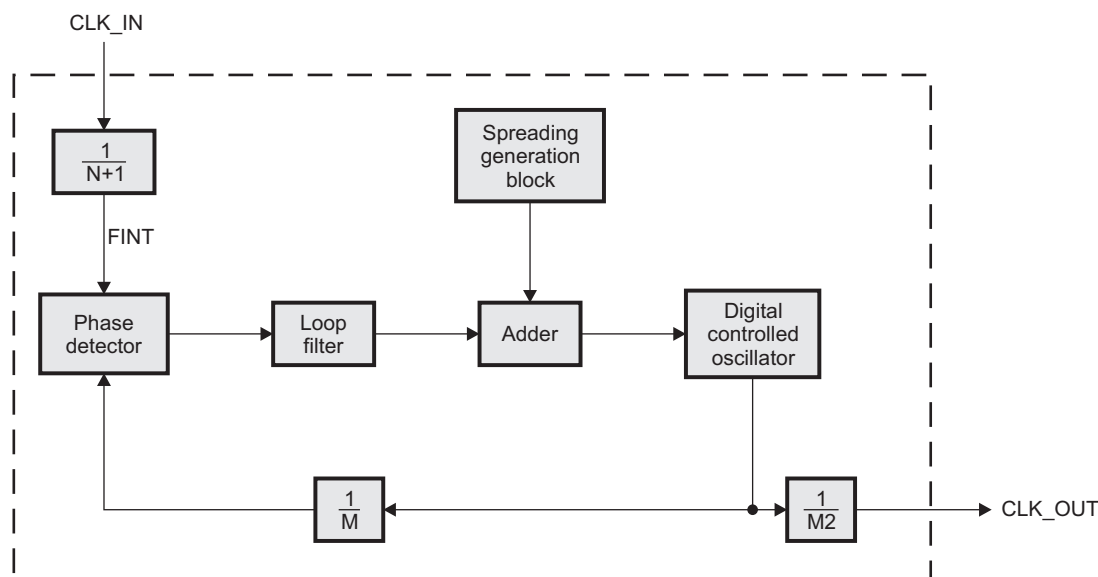 CLK_IN
1
N+1
Spreading
generation
block
FINT
Phase
detector
Loop
filter
Adder
Digital
controlled
oscillator
1
M
1
M2
CLK_OUT